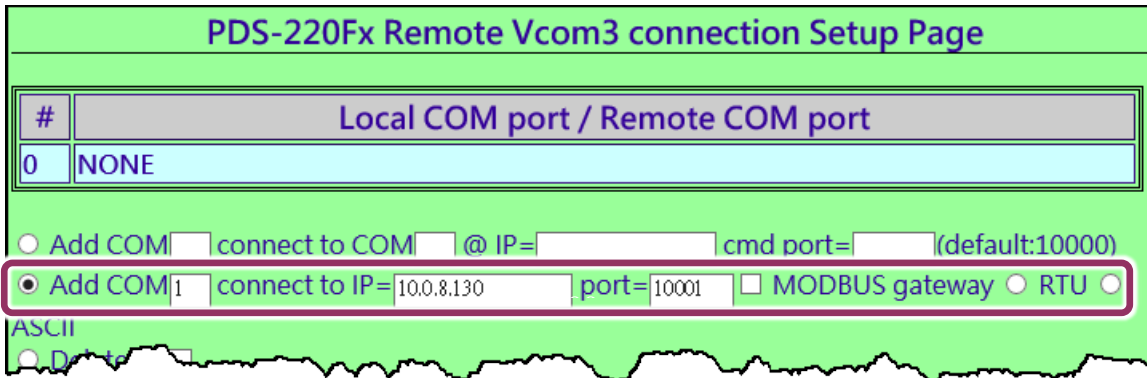 PDS-220Fx Remote Vcom3 connection Setup Page
# Local COM port / Remote COM port
0 NONE
Add COM connect to COM @ IP= cmd port= (default:10000)
Add COM 1 connect to IP= 10.0.8.130 port= 10001 MODBUS gateway RTU
ASCII